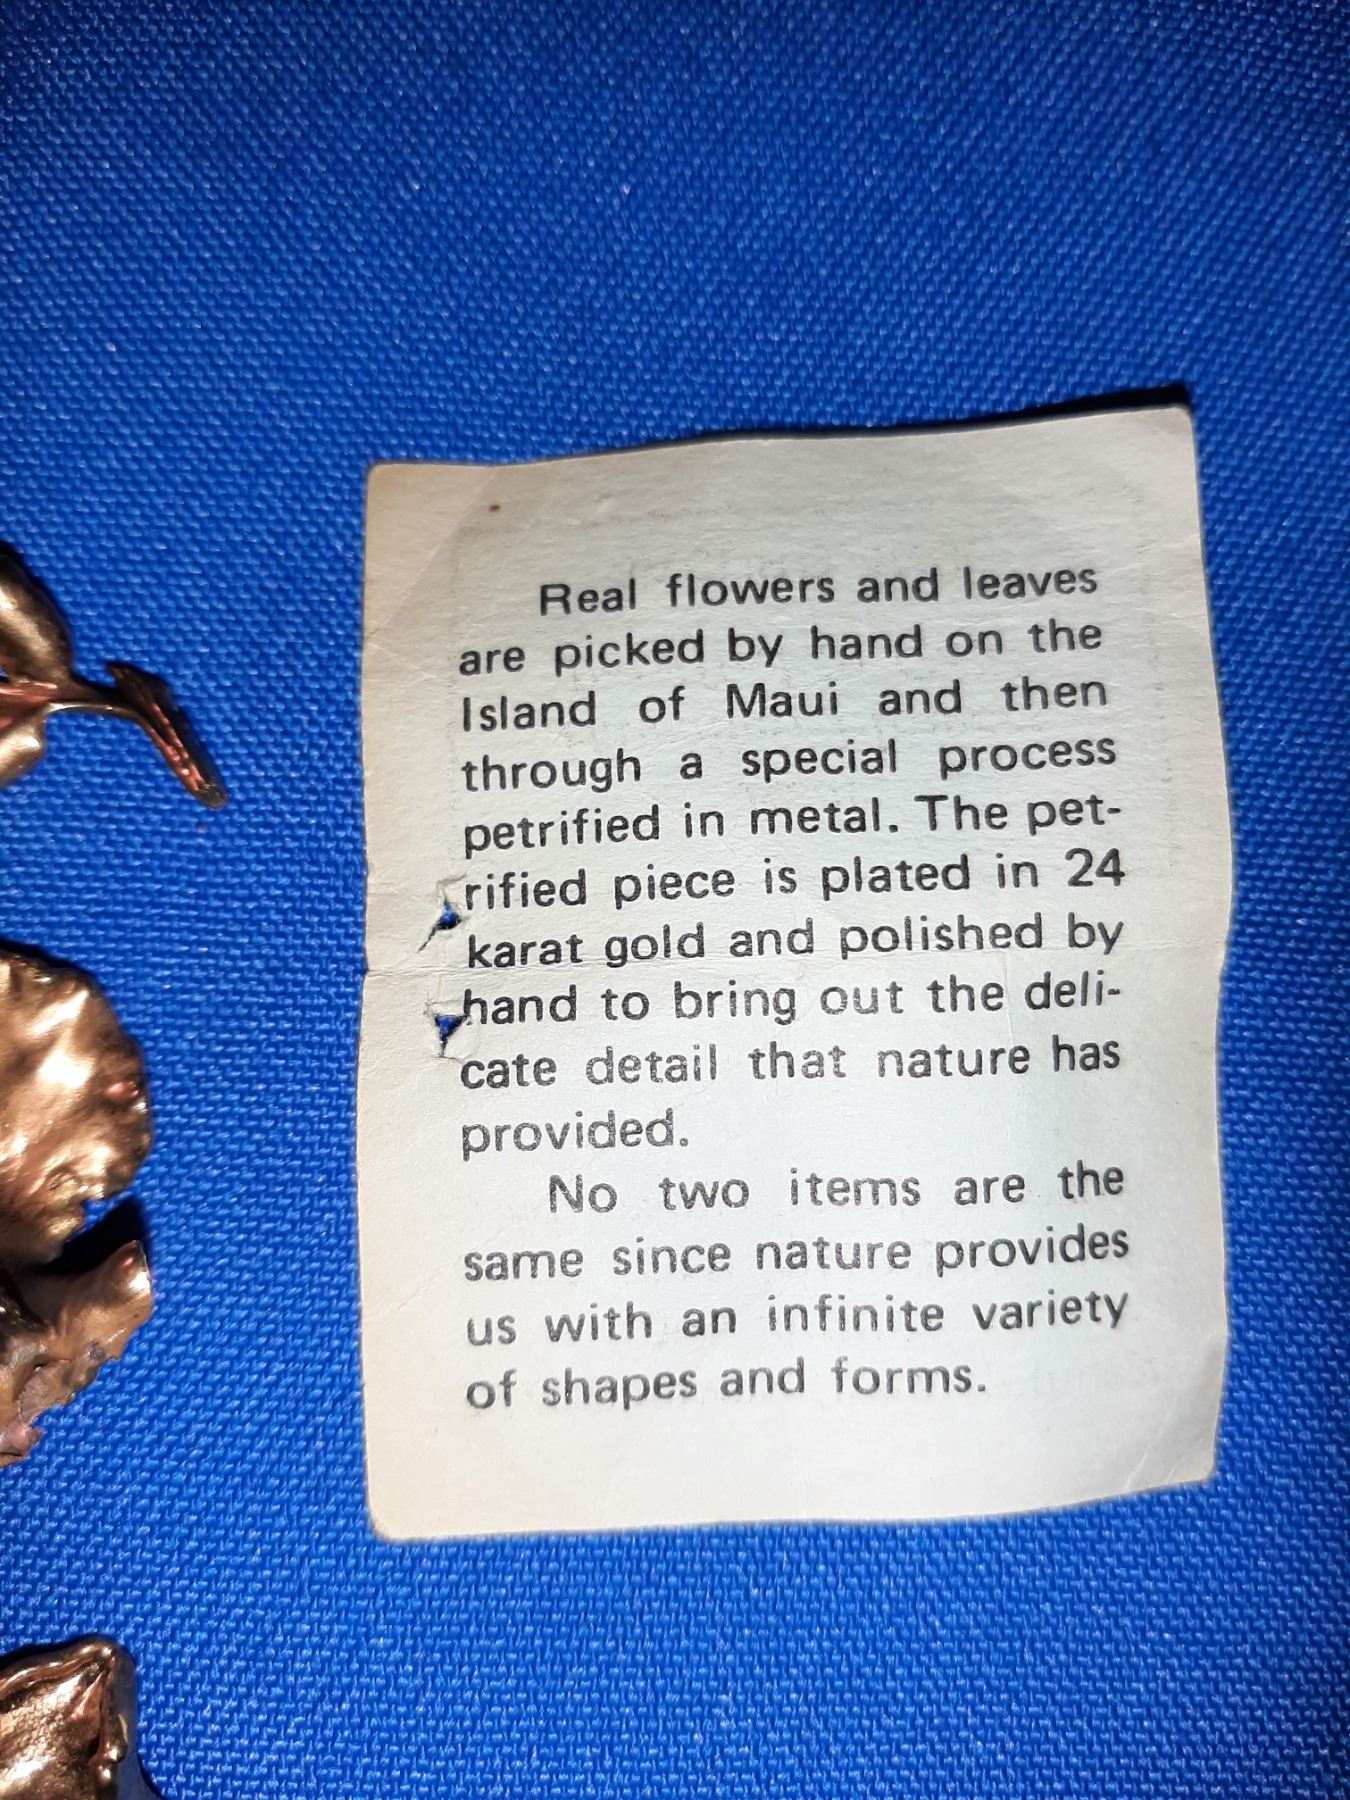 Real flowers and leaves
are picked by hand on the
Island of Maui and then
through a special process
petrified in metal. The pet-
rified piece is plated in 24
karat gold and polished by
hand to bring out the deli-
cate detail that nature has
provided.
No two items are the
same since nature provides
us with an infinite variety
of shapes and forms.